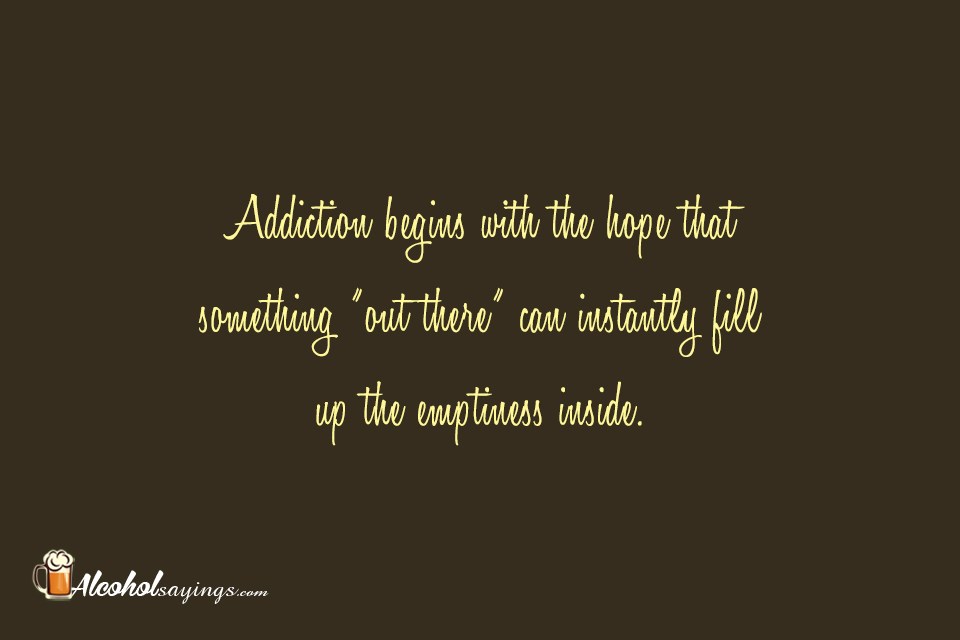 Addiction begins with the hope that
something "out there" can instantly fill
up the emptiness inside.
Alcoholsayings.com